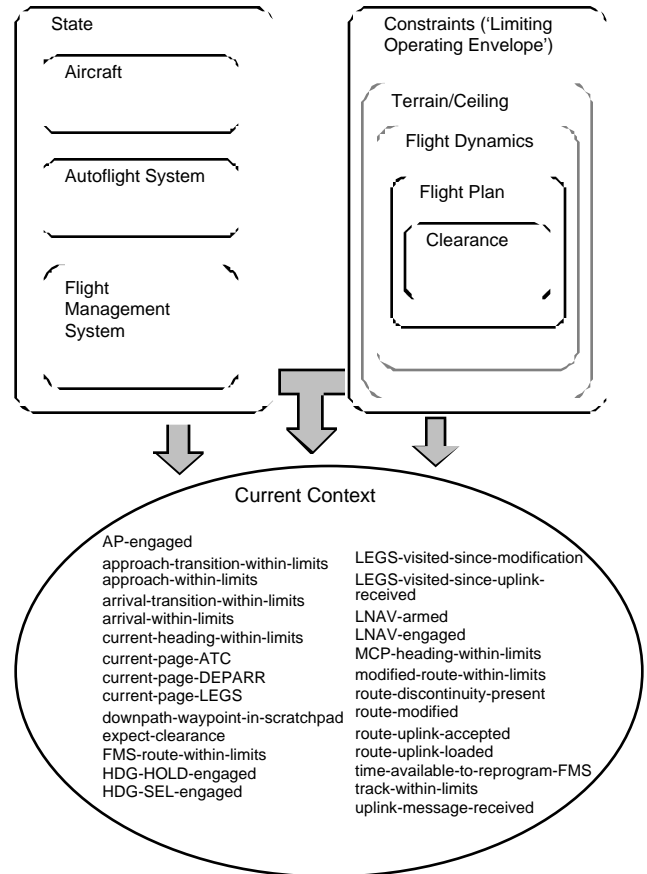 State
Aircraft
Autoflight System
Flight
Management
System
Constraints (‘Limiting
Operating Envelope’)
Terrain/Ceiling
Flight Dynamics
Flight Plan
Clearance
Current Context
AP-engaged
approach-transition-within-limits
approach-within-limits
arrival-transition-within-limits
arrival-within-limits
current-heading-within-limits
current-page-ATC
current-page-DEPARR
current-page-LEGS
downpath-waypoint-in-scratchpad
expect-clearance
FMS-route-within-limits
HDG-HOLD-engaged
HDG-SEL-engaged
LEGS-visited-since-modification
LEGS-visited-since-uplink-
received
LNAV-armed
LNAV-engaged
MCP-heading-within-limits
modified-route-within-limits
route-discontinuity-present
route-modified
route-uplink-accepted
route-uplink-loaded
time-available-to-reprogram-FMS
track-within-limits
uplink-message-received